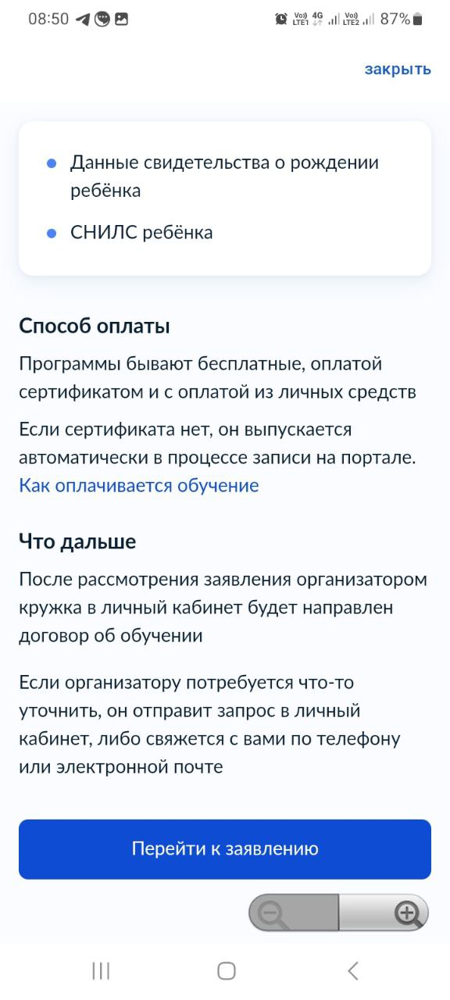 08:50 Vo)) LTE1 4G Vo)) LTE2 87%
закрыть
Данные свидетельства о рождении
ребёнка
СНИЛС ребёнка
Способ оплаты
Программы бывают бесплатные, оплатой
сертификатом и с оплатой из личных средств
Если сертификата нет, он выпускается
автоматически в процессе записи на портале.
Как оплачивается обучение
Что дальше
После рассмотрения заявления организатором
кружка в личный кабинет будет направлен
договор об обучении
Если организатору потребуется что-то
уточнить, он отправит запрос в личный
кабинет, либо свяжется с вами по телефону
или электронной почте
Перейти к заявлению